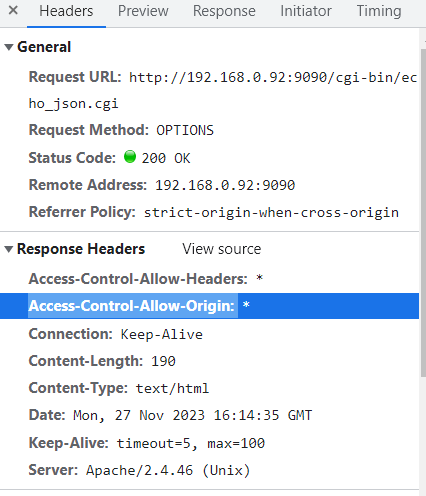 × Headers Preview Response Initiator Timing
▼ General
Request URL: http://192.168.0.92:9090/cgi-bin/ec
ho_json.cgi
Request Method: OPTIONS
Status Code: 200 OK
Remote Address: 192.168.0.92:9090
Referrer Policy: strict-origin-when-cross-origin
▼ Response Headers View source
Access-Control-Allow-Headers: *
Access-Control-Allow-Origin: *
Connection: Keep-Alive
Content-Length: 190
Content-Type: text/html
Date: Mon, 27 Nov 2023 16:14:35 GMT
Keep-Alive: timeout=5, max=100
Server: Apache/2.4.46 (Unix)